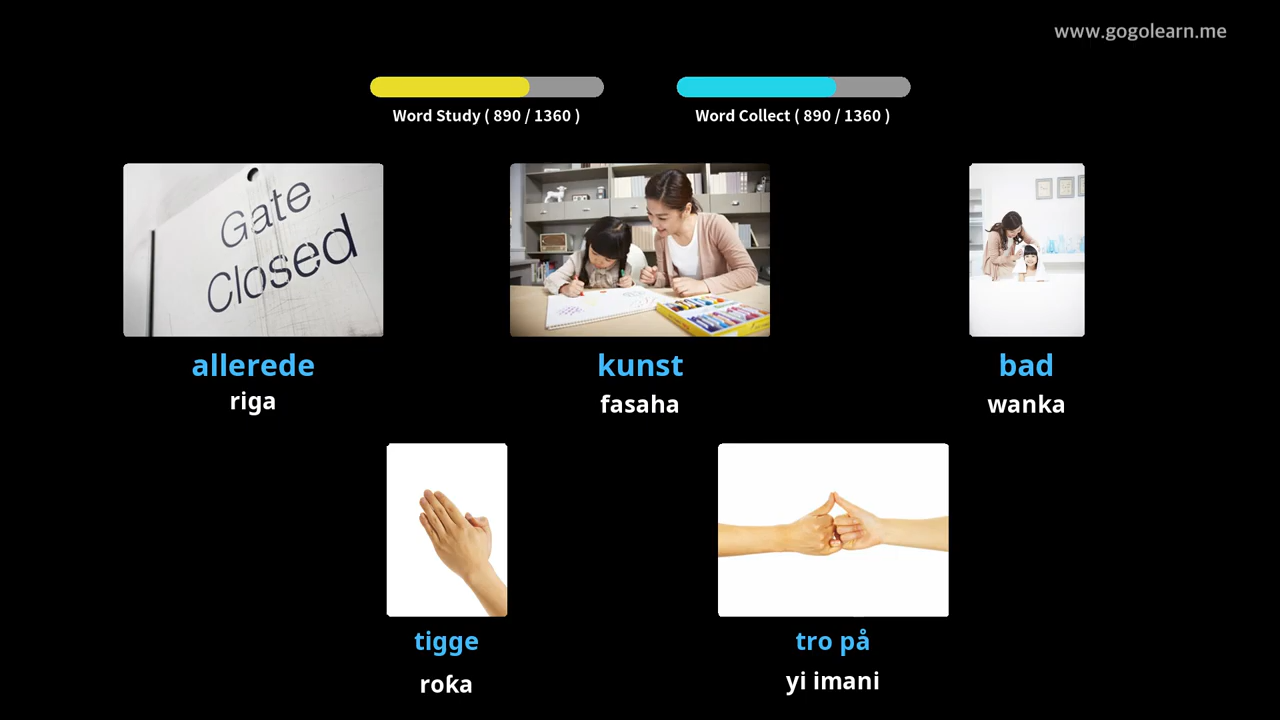 www.gogolearn.me
Word Study ( 890 / 1360 )
Word Collect ( 890 / 1360 )
Gate
Closed
allerede
riga
kunst
fasaha
bad
wanka
tigge
roƙa
tro på
yi imani